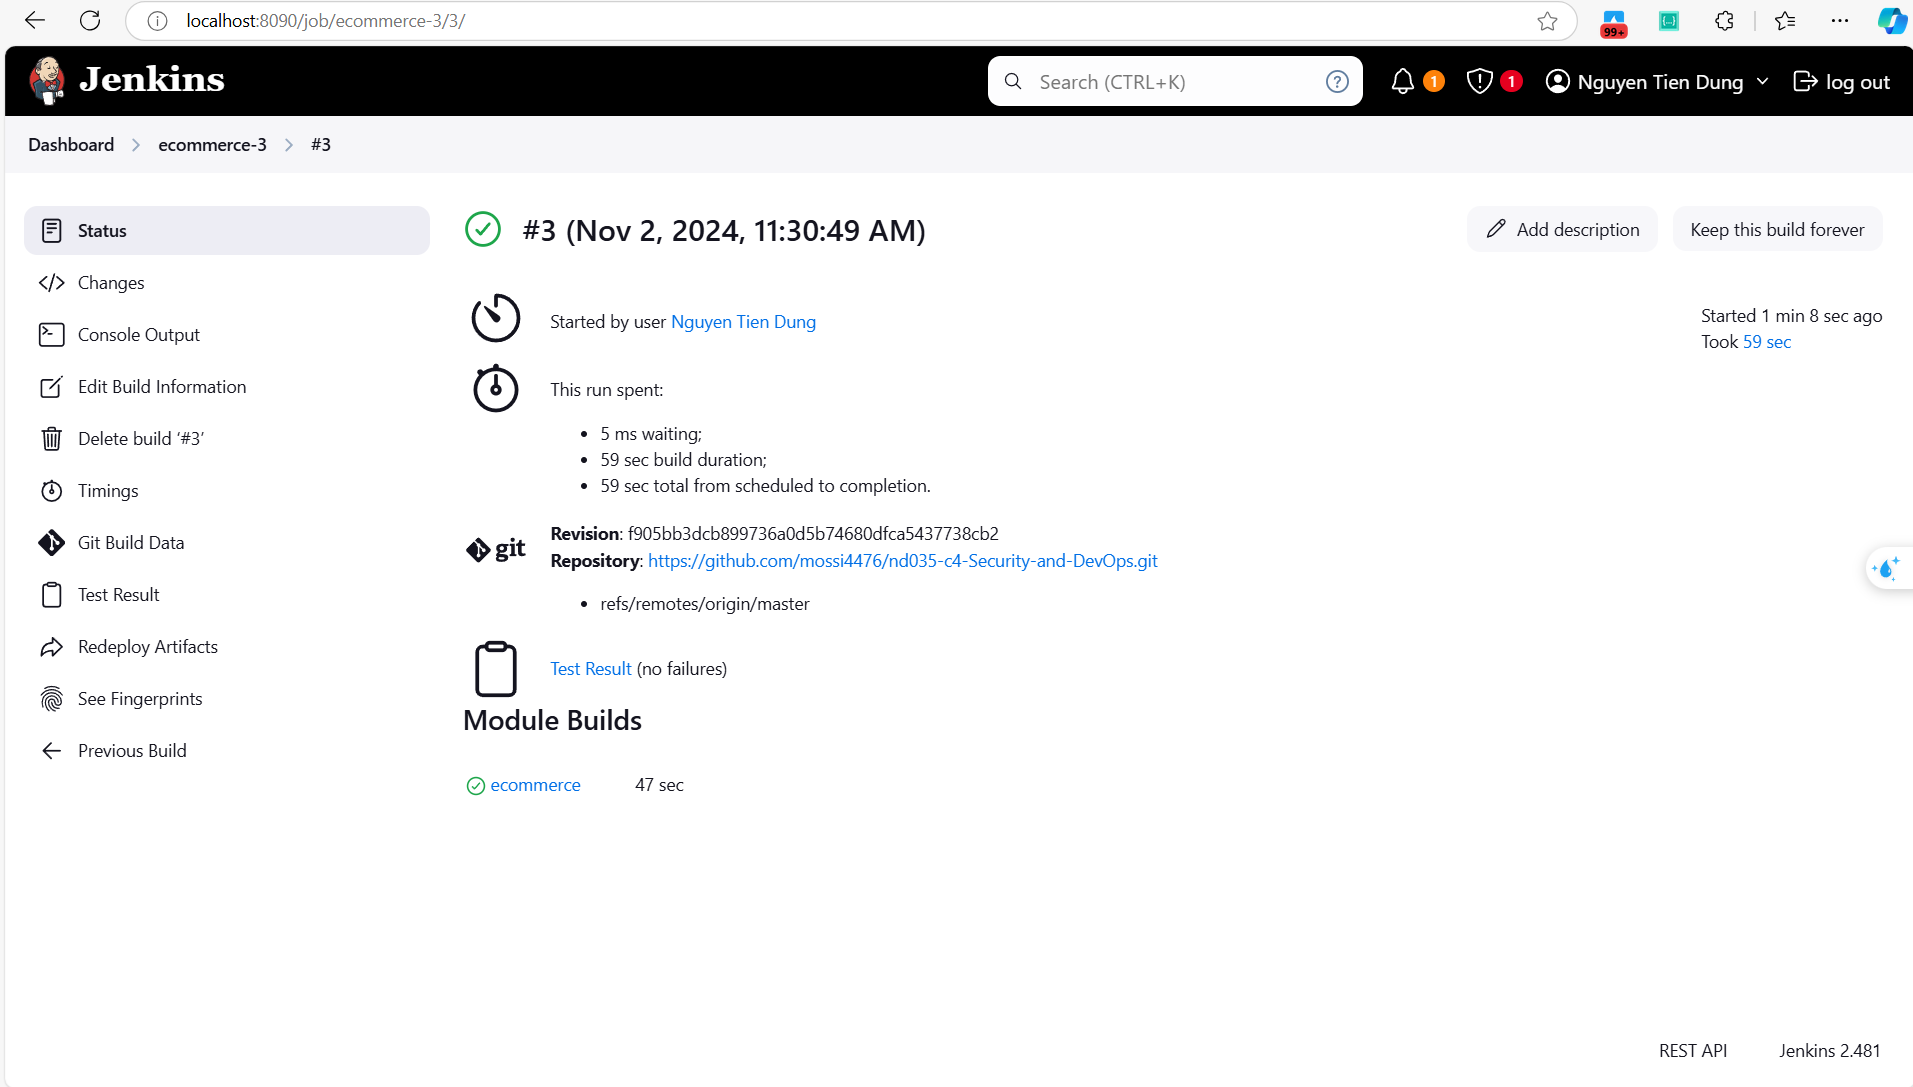 localhost:8090/job/ecommerce-3/3/
99+
Jenkins
Search (CTRL+K)
1
1
Nguyen Tien Dung
log out
Dashboard
ecommerce-3
#3
Status
Changes
Console Output
Edit Build Information
Delete build ‘#3’
Timings
Git Build Data
Test Result
Redeploy Artifacts
See Fingerprints
Previous Build
#3 (Nov 2, 2024, 11:30:49 AM)
Add description
Keep this build forever
Started by user Nguyen Tien Dung
Started 1 min 8 sec ago
Took 59 sec
This run spent:
5 ms waiting;
59 sec build duration;
59 sec total from scheduled to completion.
git
Revision: f905bb3dcb899736a0d5b74680dfca5437738cb2
Repository: https://github.com/mossi4476/nd035-c4-Security-and-DevOps.git
refs/remotes/origin/master
Test Result (no failures)
Module Builds
ecommerce 47 sec
REST API
Jenkins 2.481